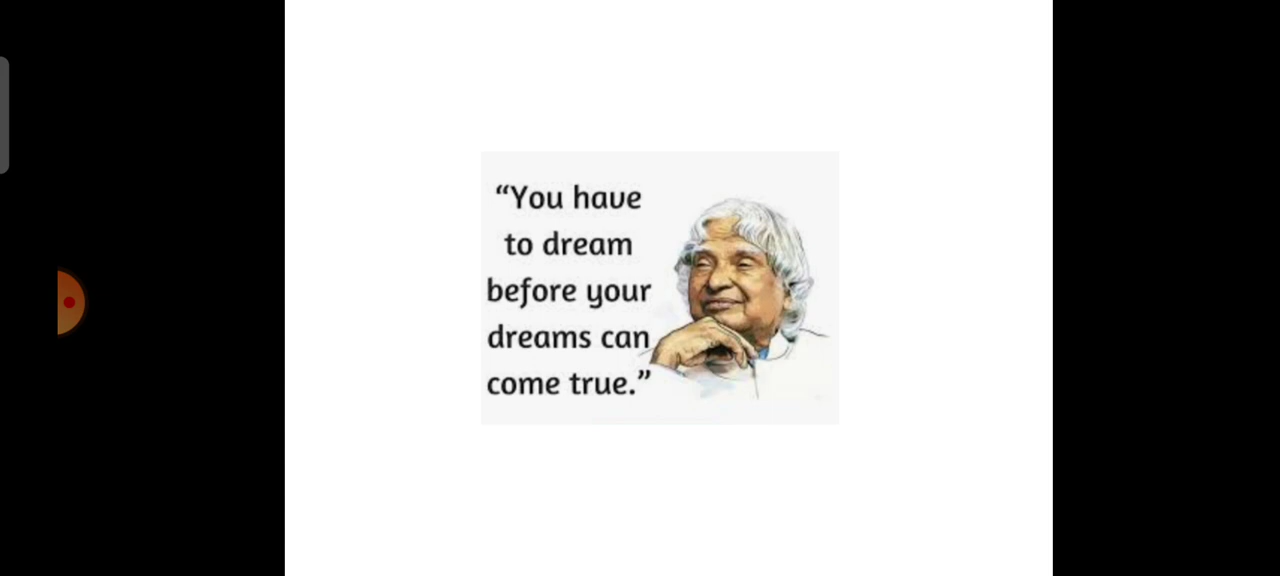 “You have
to dream
before your
dreams can
come true.”